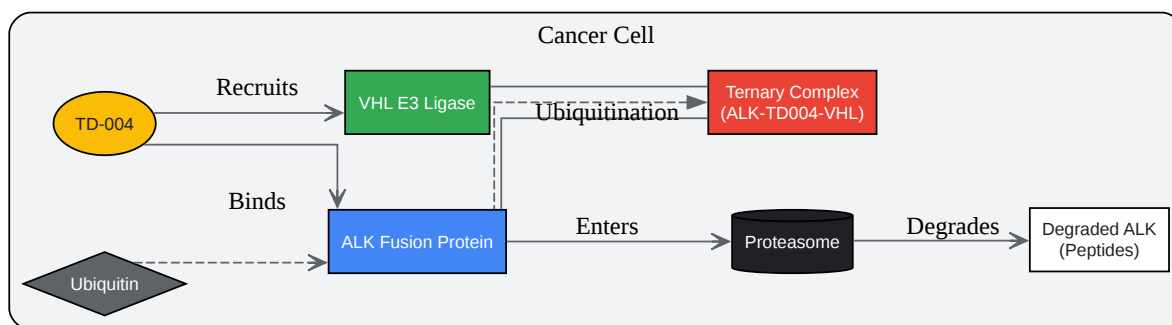 Cancer Cell
Recruits
VHL E3 Ligase
Ternary Complex
(ALK-TD004-VHL)
Ubiquitination
TD-004
Binds
ALK Fusion Protein
Enters
Proteasome
Degrades
Degraded ALK
(Peptides)
Ubiquitin